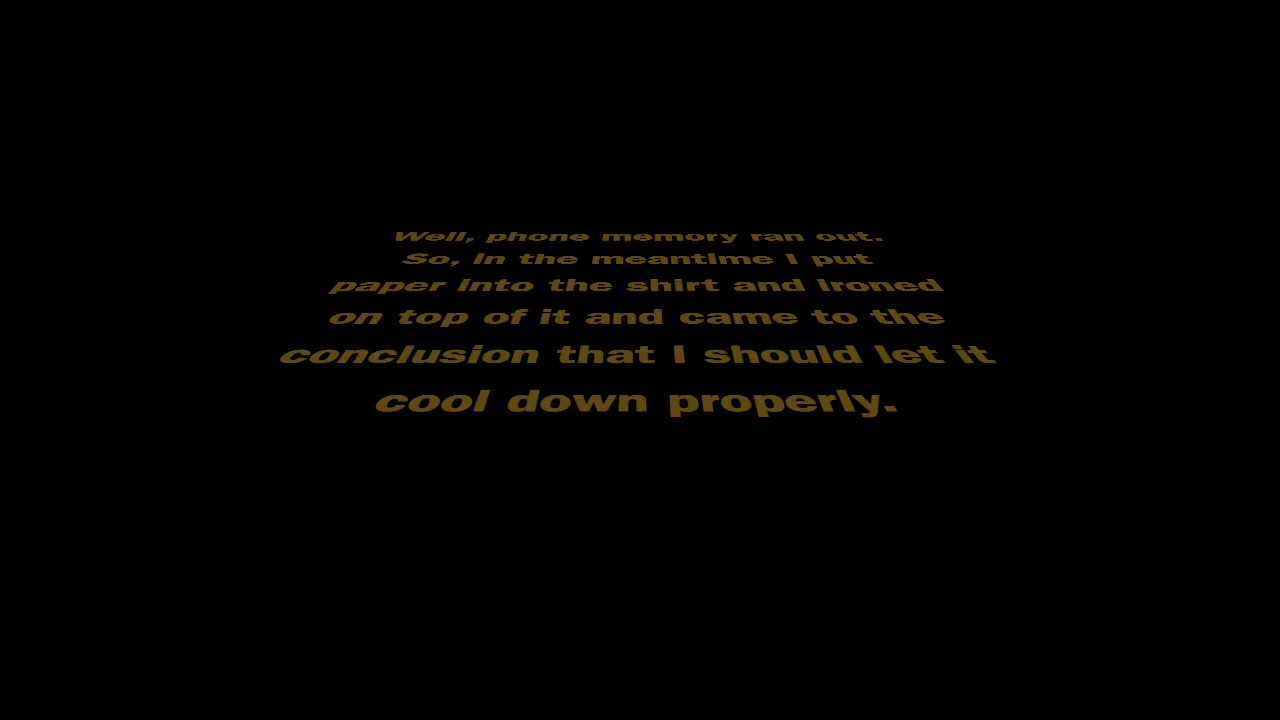 Well, phone memory ran out.
So, in the meantime I put
paper into the shirt and ironed
on top of it and came to the
conclusion that I should let it
cool down properly.